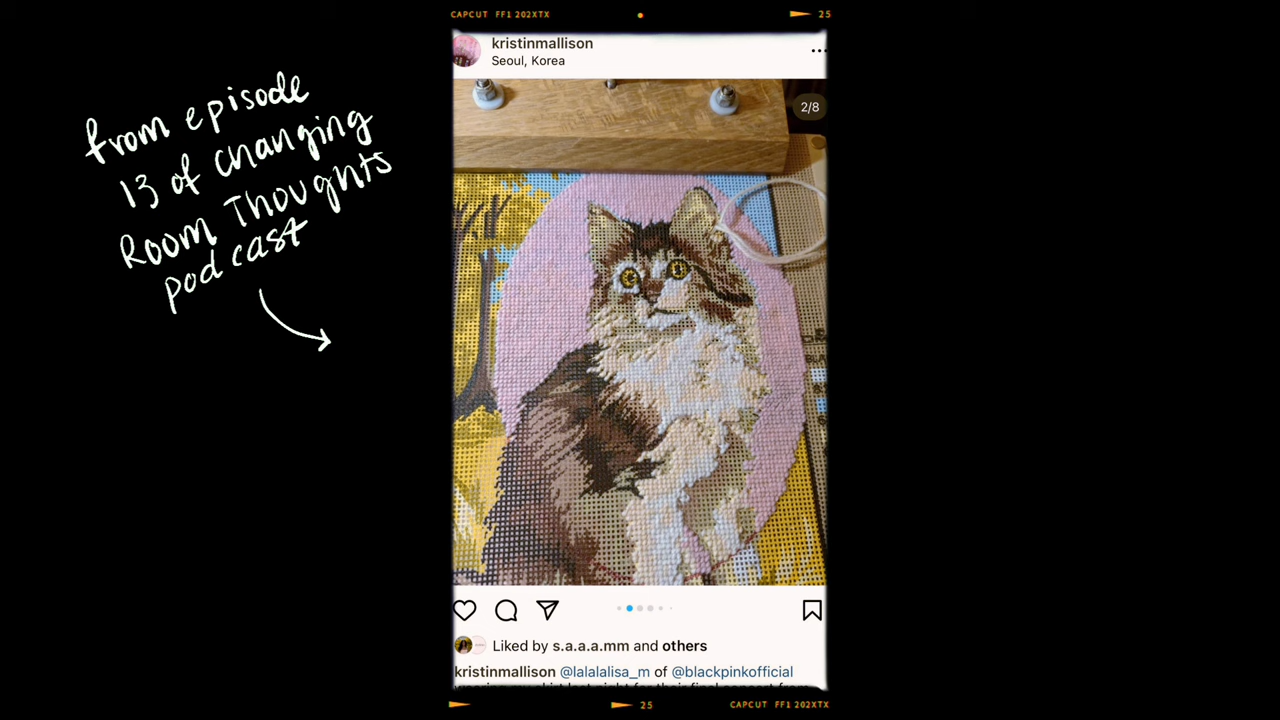 CAPCUT FF1 202XTX
25
kristinmallison
Seoul, Korea
2/8
from episode
13 of changing
Room Thoughts
podcast
Liked by s.a.a.a.mm and others
kristinmallison @lalalalisa_m of @blackpinkofficial
25
CAPCUT FF1 202XTX